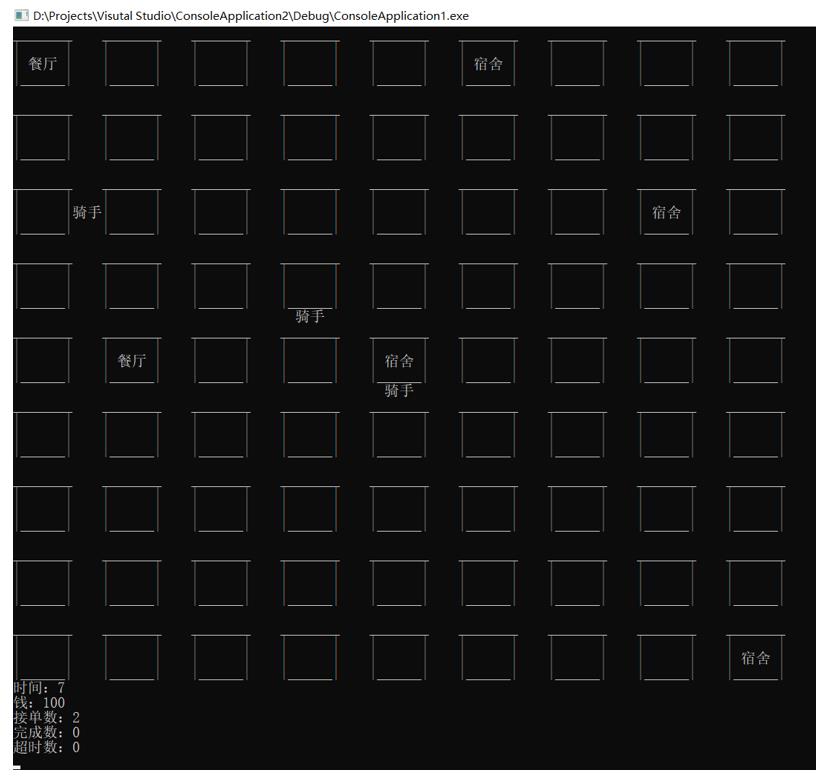 D:\Projects\Visutal Studio\ConsoleApplication2\Debug\ConsoleApplication1.exe
餐厅 宿舍
骑手 宿舍
骑手
餐厅 宿舍
骑手
宿舍
时间：7
钱：100
接单数：2
完成数：0
超时数：0